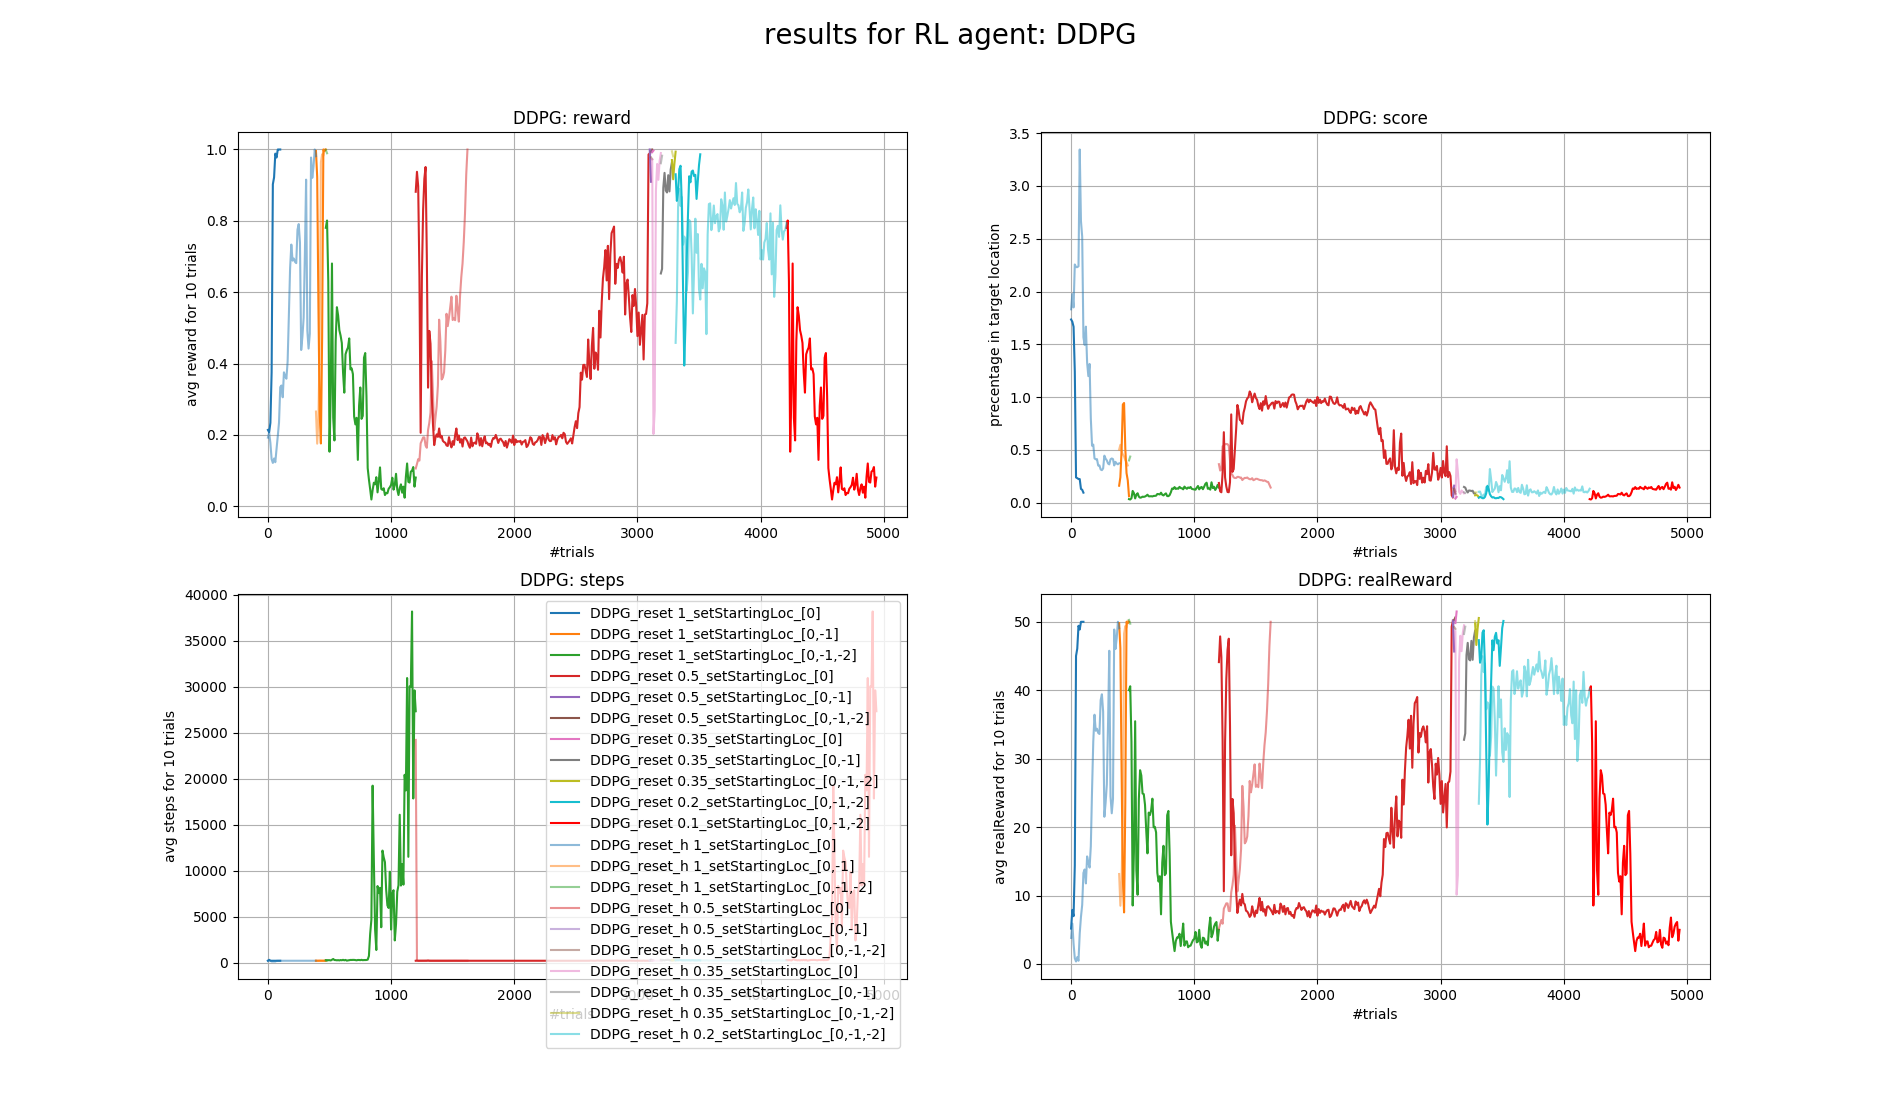 results for RL agent: DDPG
DDPG: reward
1.0
0.8
0.6
0.4
0.2
0.0
avg reward for 10 trials
0 1000 2000 3000 4000 5000
#trials
DDPG: score
3.5
3.0
2.5
2.0
1.5
1.0
0.5
0.0
precentage in target location
0 1000 2000 3000 4000 5000
#trials
DDPG: steps
40000
35000
30000
25000
20000
15000
10000
5000
0
avg steps for 10 trials
0 1000 2000 3000 4000 5000
#trials
DDPG_reset 1_setStartingLoc_[0]
DDPG_reset 1_setStartingLoc_[0,-1]
DDPG_reset 1_setStartingLoc_[0,-1,-2]
DDPG_reset 0.5_setStartingLoc_[0]
DDPG_reset 0.5_setStartingLoc_[0,-1]
DDPG_reset 0.5_setStartingLoc_[0,-1,-2]
DDPG_reset 0.35_setStartingLoc_[0]
DDPG_reset 0.35_setStartingLoc_[0,-1]
DDPG_reset 0.35_setStartingLoc_[0,-1,-2]
DDPG_reset 0.2_setStartingLoc_[0,-1,-2]
DDPG_reset 0.1_setStartingLoc_[0,-1,-2]
DDPG_reset_h 1_setStartingLoc_[0]
DDPG_reset_h 1_setStartingLoc_[0,-1]
DDPG_reset_h 1_setStartingLoc_[0,-1,-2]
DDPG_reset_h 0.5_setStartingLoc_[0]
DDPG_reset_h 0.5_setStartingLoc_[0,-1]
DDPG_reset_h 0.5_setStartingLoc_[0,-1,-2]
DDPG_reset_h 0.35_setStartingLoc_[0]
DDPG_reset_h 0.35_setStartingLoc_[0,-1]
DDPG_reset_h 0.35_setStartingLoc_[0,-1,-2]
DDPG_reset_h 0.2_setStartingLoc_[0,-1,-2]
DDPG: realReward
50
40
30
20
10
0
avg realReward for 10 trials
0 1000 2000 3000 4000 5000
#trials